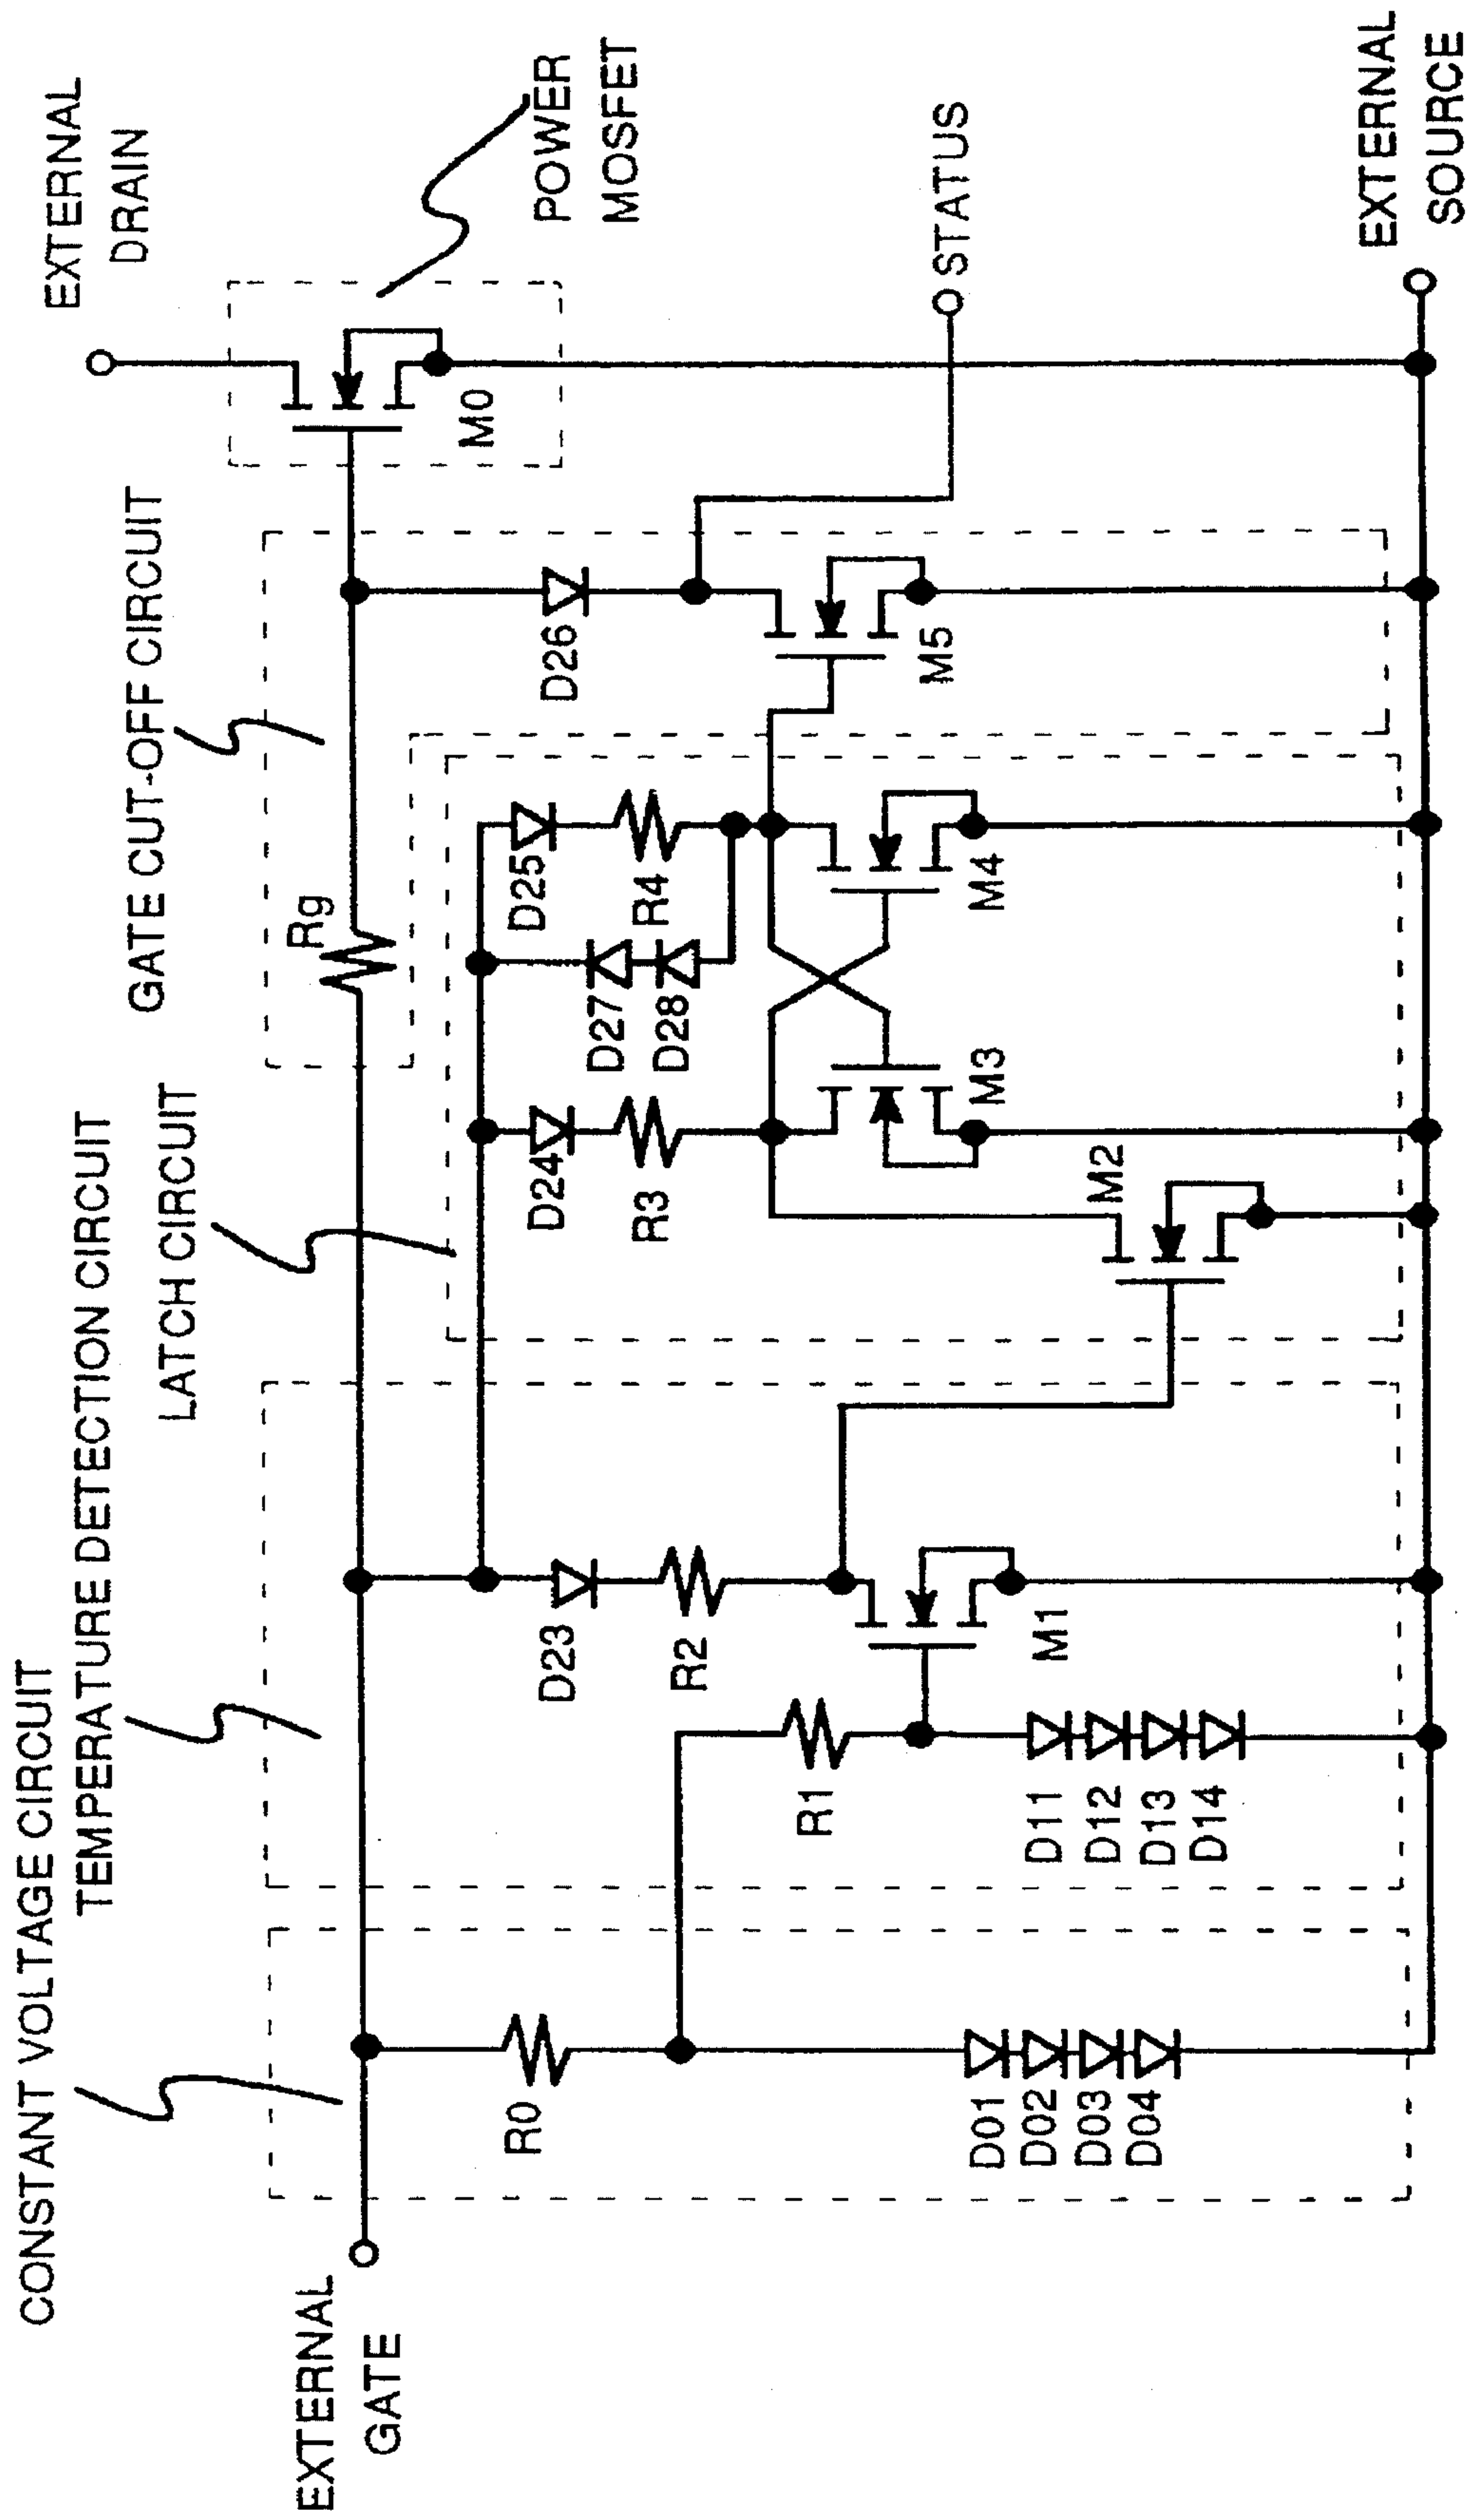 CONSTANT VOLTAGE CIRCUIT
TEMPERATURE DETECTION CIRCUIT
LATCH CIRCUIT
GATE CUT-OFF CIRCUIT
EXTERNAL
DRAIN
POWER
MOSFET
STATUS
EXTERNAL
SOURCE
EXTERNAL
GATE
R0
D01
D02
D03
D04
R1
D11
D12
D13
D14
D23
R2
M1
M2
D24
R3
M3
D27
D28
D25
R4
M4
Rg
D26
M5
M0